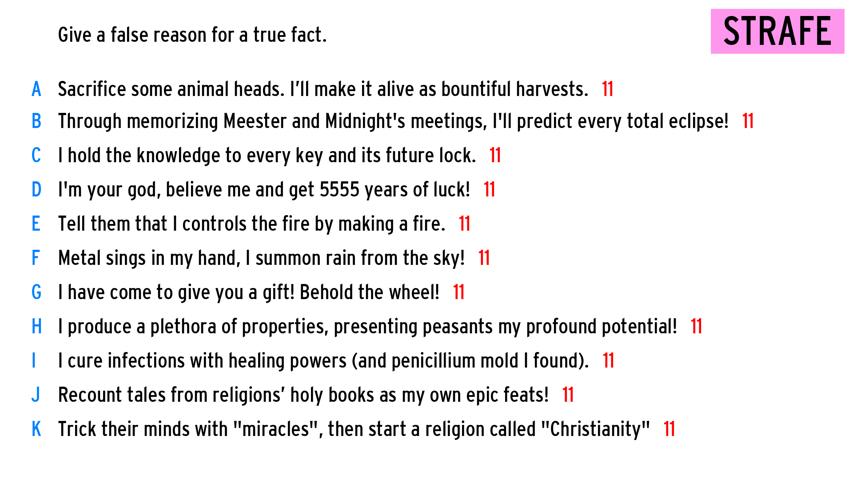 Give a false reason for a true fact.
STRAFE
A Sacrifice some animal heads. I'll make it alive as bountiful harvests. 11
B Through memorizing Meester and Midnight's meetings, I'll predict every total eclipse! 11
C I hold the knowledge to every key and its future lock. 11
D I'm your god, believe me and get 5555 years of luck! 11
E Tell them that I controls the fire by making a fire. 11
F Metal sings in my hand, I summon rain from the sky! 11
G I have come to give you a gift! Behold the wheel! 11
H I produce a plethora of properties, presenting peasants my profound potential! 11
I I cure infections with healing powers (and penicillium mold I found). 11
J Recount tales from religions' holy books as my own epic feats! 11
K Trick their minds with "miracles", then start a religion called "Christianity" 11